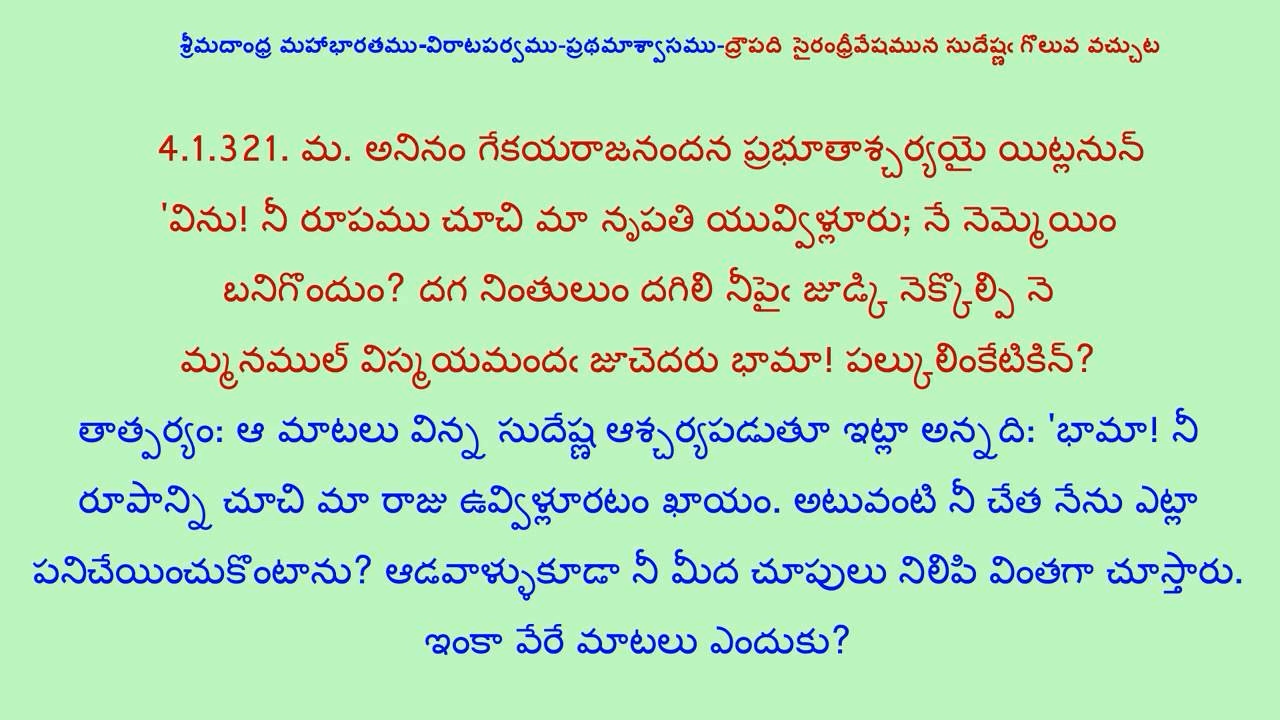 శ్రీమదాంధ్ర మహాభారతము-విరాటపర్వము-ప్రథమాశ్వాసము-ద్రౌపది సైరంధ్రీవేషమున సుదేష్ణఁ గొలువ వచ్చుట
4.1.321. మ. అనినం గేకయరాజనందన ప్రభూతాశ్చర్యయై యిట్లనున్
'విను! నీ రూపము చూచి మా నృపతి యువ్విళ్లూరు; నే నెమ్మెయిం
బనిగొందుం? దగ నింతులుం దగిలి నీపైఁ జూడ్కి నెక్కొల్పి నె
మ్మనముల్ విస్మయమందఁ జూచెదరు భామా! పల్కులింకేటికిన్?
తాత్పర్యం: ఆ మాటలు విన్న సుదేష్ణ ఆశ్చర్యపడుతూ ఇట్లా అన్నది: 'భామా! నీ
రూపాన్ని చూచి మా రాజు ఉవ్విళ్లూరటం ఖాయం. అటువంటి నీ చేత నేను ఎట్లా
పనిచేయించుకొంటాను? ఆడవాళ్ళుకూడా నీ మీద చూపులు నిలిపి వింతగా చూస్తారు.
ఇంకా వేరే మాటలు ఎందుకు?